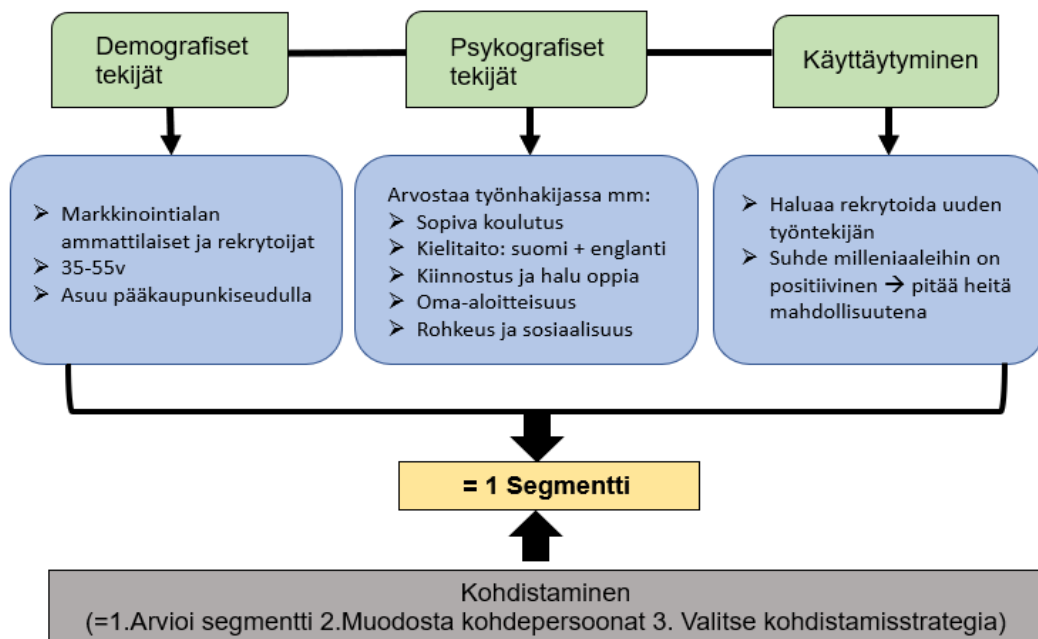 Demografiset
tekijät
Psykografiset
tekijät
Käyttäytyminen
➢ Markkinointialan
ammattilaiset ja rekrytoijat
➢ 35-55v
➢ Asuu pääkaupunkiseudulla
Arvostaa työnhakijassa mm:
➢ Sopiva koulutus
➢ Kielitaito: suomi + englanti
➢ Kiinnostus ja halu oppia
➢ Oma-aloitteisuus
➢ Rohkeus ja sosiaalisuus
➢ Haluaa rekrytoida uuden
työntekijän
➢ Suhde milleniaaleihin on
positiivinen → pitää heitä
mahdollisuutena
= 1 Segmentti
Kohdistaminen
(=1.Arvioi segmentti 2.Muodosta kohdepersoonat 3. Valitse kohdistamisstrategia)